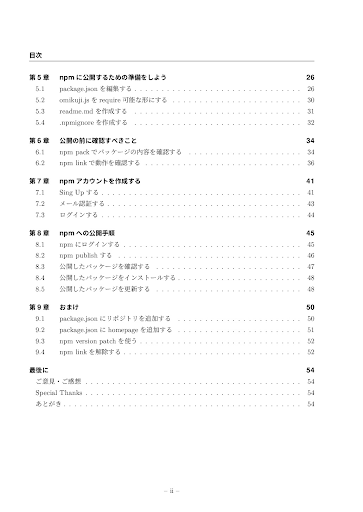 目次
第 5 章 npm に公開するための準備をしよう 26
5.1 package.json を編集する . . . . . . . . . . . . . . . . . . . . 26
5.2 omikuji.js を require 可能な形にする . . . . . . . . . . . . . . . . . . . . 30
5.3 readme.md を作成する . . . . . . . . . . . . . . . . . . . . 31
5.4 .npmignore を作成する . . . . . . . . . . . . . . . . . . . . 32
第 6 章 公開の前に確認すべきこと 34
6.1 npm pack でパッケージの内容を確認する . . . . . . . . . . . . . . . . . . . . 34
6.2 npm link で動作を確認する . . . . . . . . . . . . . . . . . . . . 36
第 7 章 npm アカウントを作成する 41
7.1 Sing Up する . . . . . . . . . . . . . . . . . . . . 41
7.2 メール認証する . . . . . . . . . . . . . . . . . . . . 43
7.3 ログインする . . . . . . . . . . . . . . . . . . . . 44
第 8 章 npm への公開手順 45
8.1 npm にログインする . . . . . . . . . . . . . . . . . . . . 45
8.2 npm publish する . . . . . . . . . . . . . . . . . . . . 46
8.3 公開したパッケージを確認する . . . . . . . . . . . . . . . . . . . . 47
8.4 公開したパッケージをインストールする . . . . . . . . . . . . . . . . . . . . 48
8.5 公開したパッケージを更新する . . . . . . . . . . . . . . . . . . . . 48
第 9 章 おまけ 50
9.1 package.json にリポジトリを追加する . . . . . . . . . . . . . . . . . . . . 50
9.2 package.json に homepage を追加する . . . . . . . . . . . . . . . . . . . . 51
9.3 npm version patch を使う . . . . . . . . . . . . . . . . . . . . 52
9.4 npm link を解除する . . . . . . . . . . . . . . . . . . . . 52
最後に 54
ご意見・ご感想 . . . . . . . . . . . . . . . . . . . . 54
Special Thanks . . . . . . . . . . . . . . . . . . . . 54
あとがき . . . . . . . . . . . . . . . . . . . . 54
– ii –